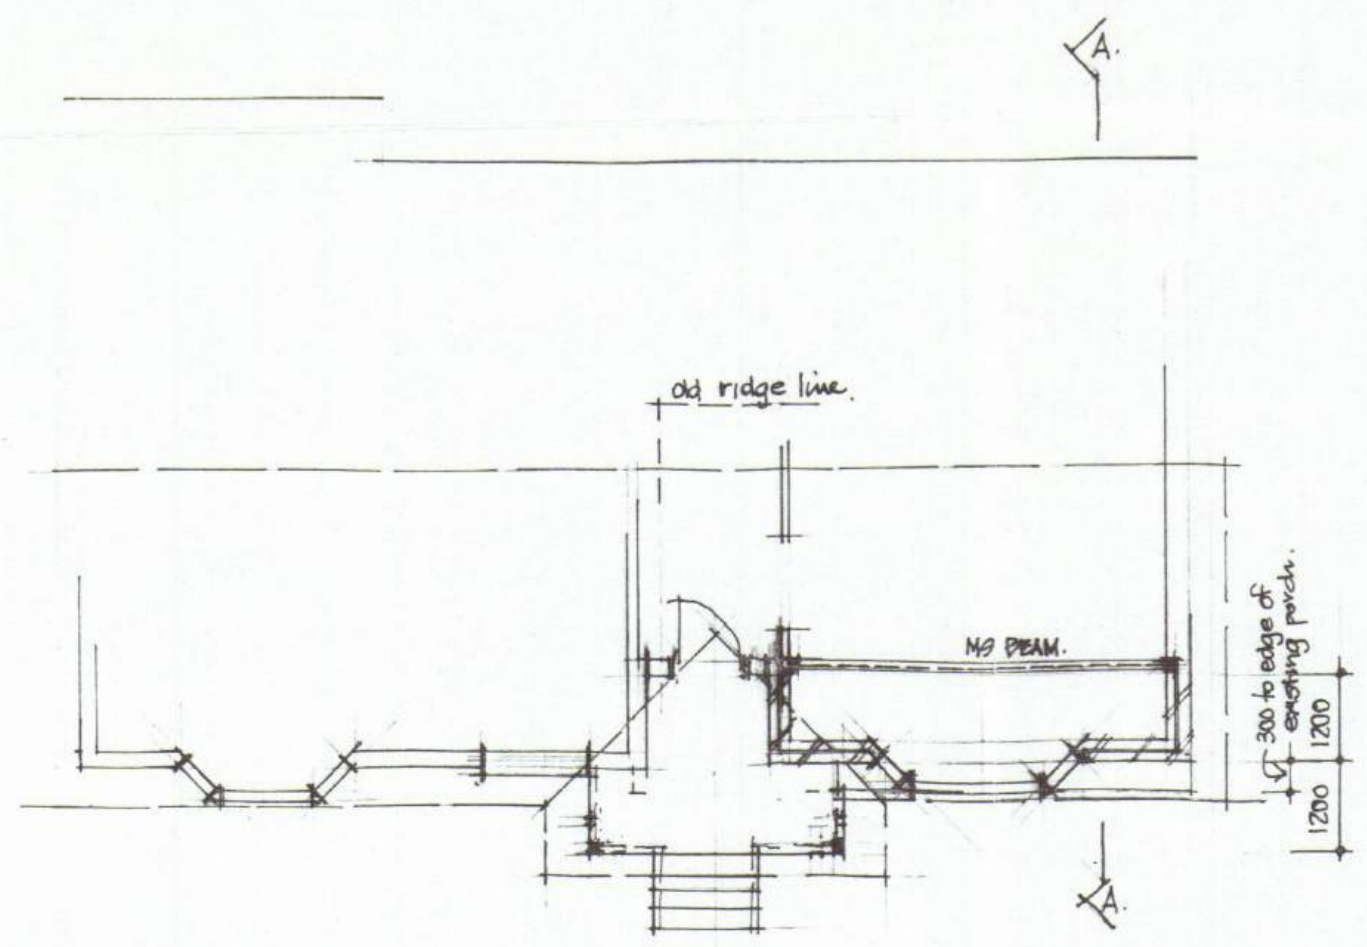 A.
old ridge line.
MS BEAM.
300 to edge of
existing porch.
1200
1200
A.